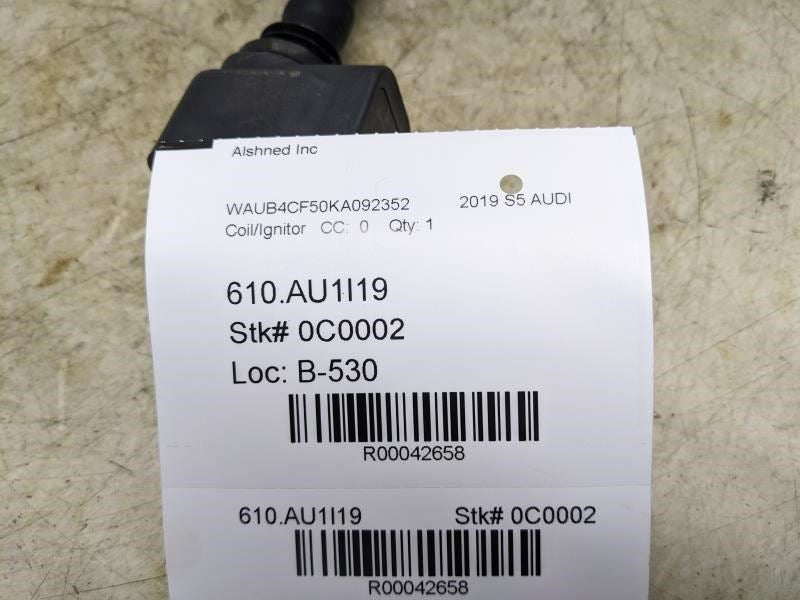 Alshned Inc
WAUB4CF50KA092352 2019 S5 AUDI
Coil/Ignitor CC: 0 Qty: 1
610.AU1I19
Stk# 0C0002
Loc: B-530
R00042658
610.AU1I19 Stk# 0C0002
R00042658